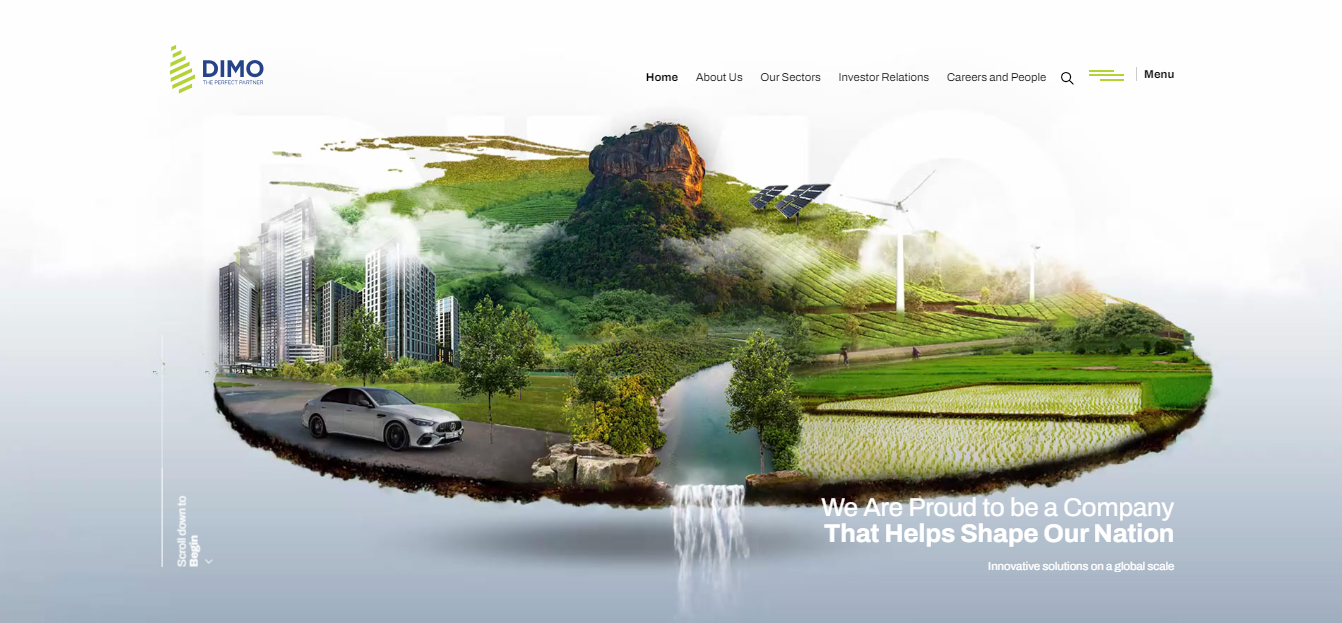 DIMO
THE PERFECT PARTNER
Home About Us Our Sectors Investor Relations Careers and People Menu
DIMO
Scroll down to
Begin
We Are Proud to be a Company
That Helps Shape Our Nation
Innovative solutions on a global scale